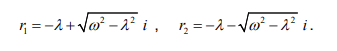 r₁ = −λ + √(ω² − λ²) i , r₂ = −λ − √(ω² − λ²) i .